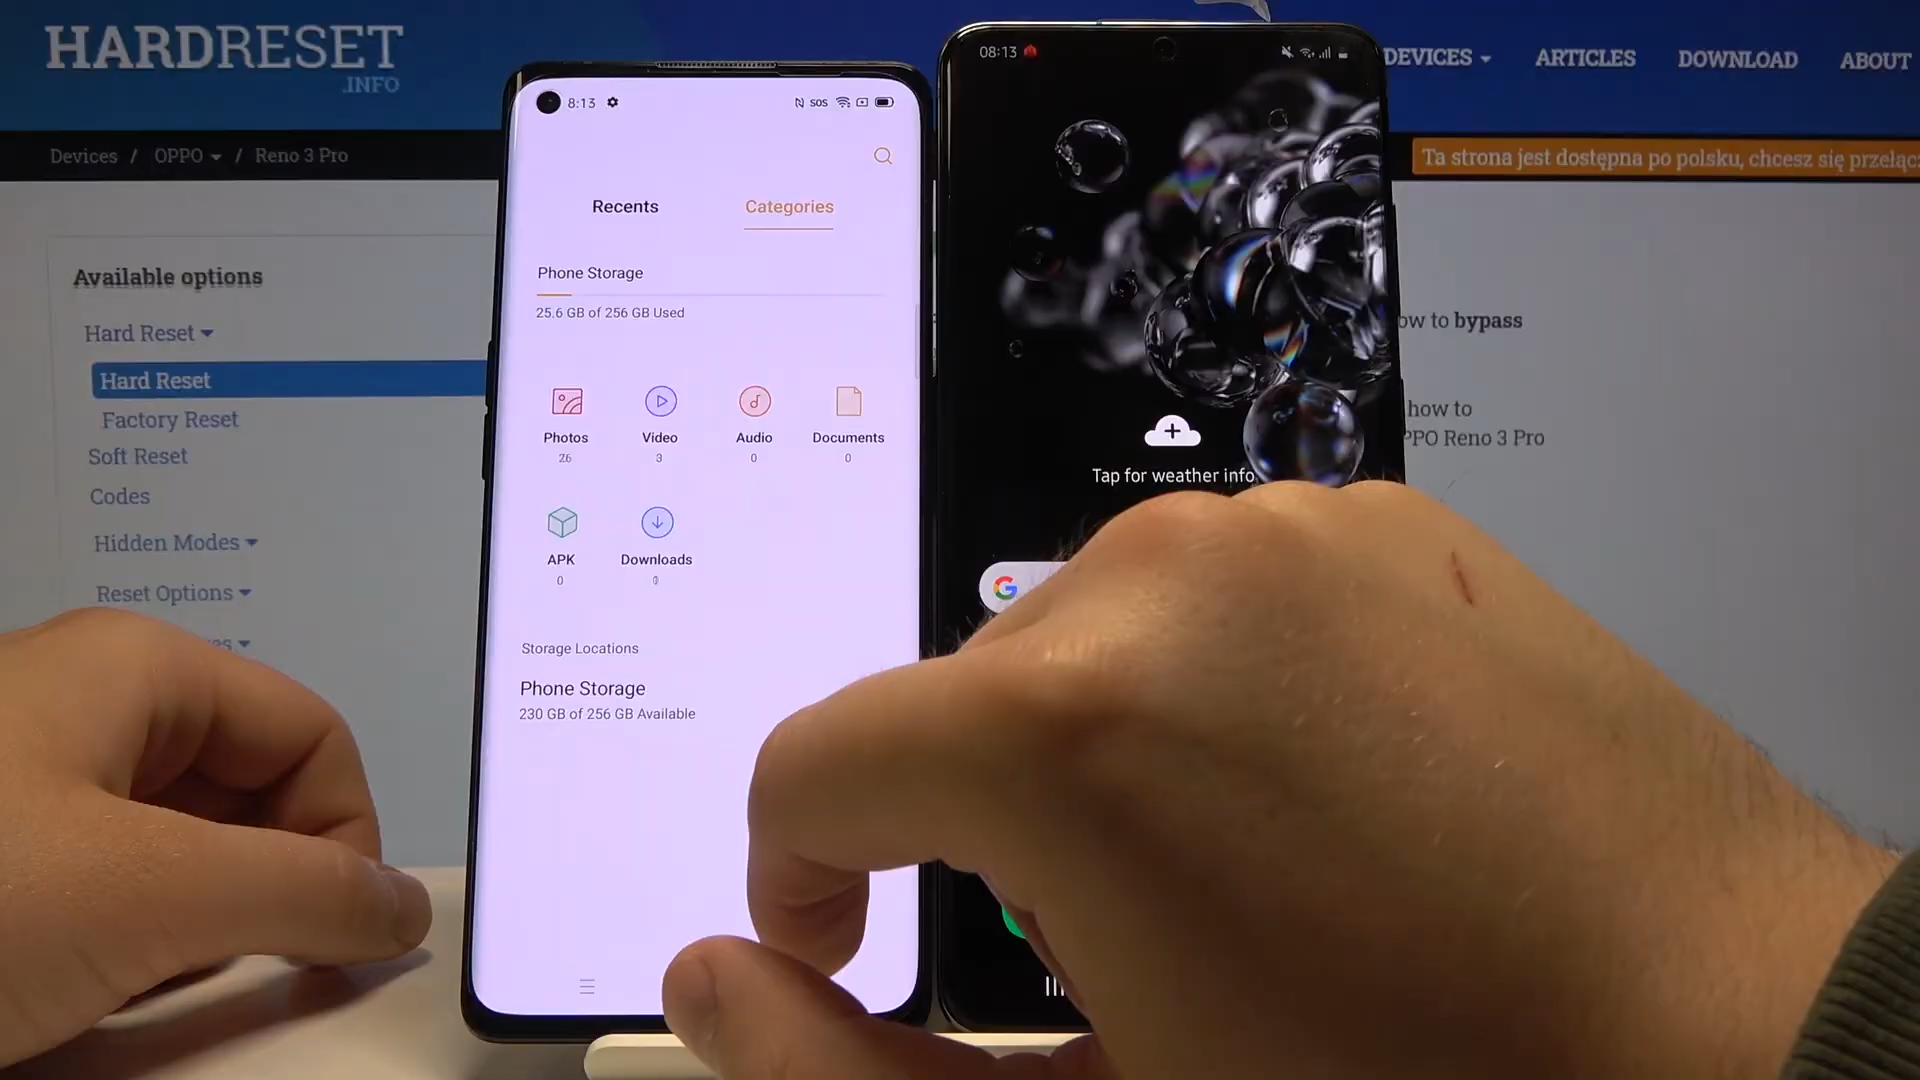 HARDRESET
.INFO
DEVICES
ARTICLES
DOWNLOAD
ABOUT
Devices / OPPO / Reno 3 Pro
Ta strona jest dostępna po polsku, chcesz się
Available options
Hard Reset
Hard Reset
Factory Reset
Soft Reset
Codes
Hidden Modes
Reset Options
8:13
SOS
Recents
Categories
Phone Storage
25.6 GB of 256 GB Used
Photos
26
Video
3
Audio
0
Documents
0
APK
0
Downloads
0
Storage Locations
Phone Storage
230 GB of 256 GB Available
08:13
Tap for weather info
G
to bypass
how to
Reno 3 Pro